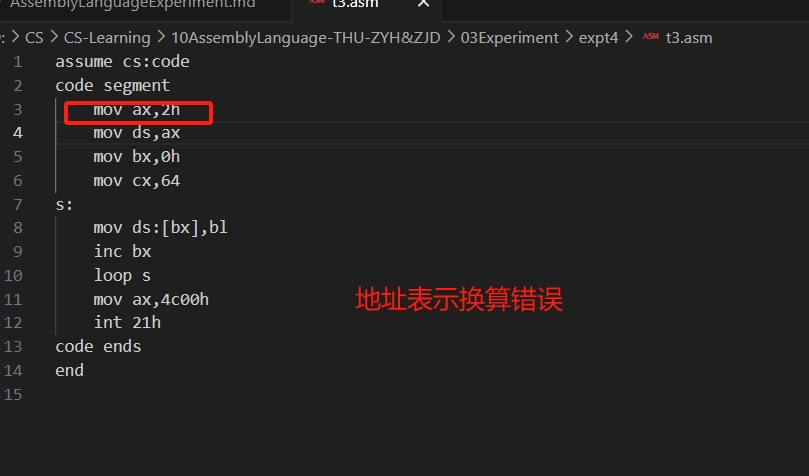 AssemblyLanguageExperiment.md
ASM t3.asm ×
: > CS > CS-Learning > 10AssemblyLanguage-THU-ZYH&ZJD > 03Experiment > expt4 > ASM t3.asm
1 assume cs:code
2 code segment
3 mov ax,2h
4 mov ds,ax
5 mov bx,0h
6 mov cx,64
7 s:
8 mov ds:[bx],bl
9 inc bx
10 loop s
11 mov ax,4c00h
地址表示换算错误
12 int 21h
13 code ends
14 end
15